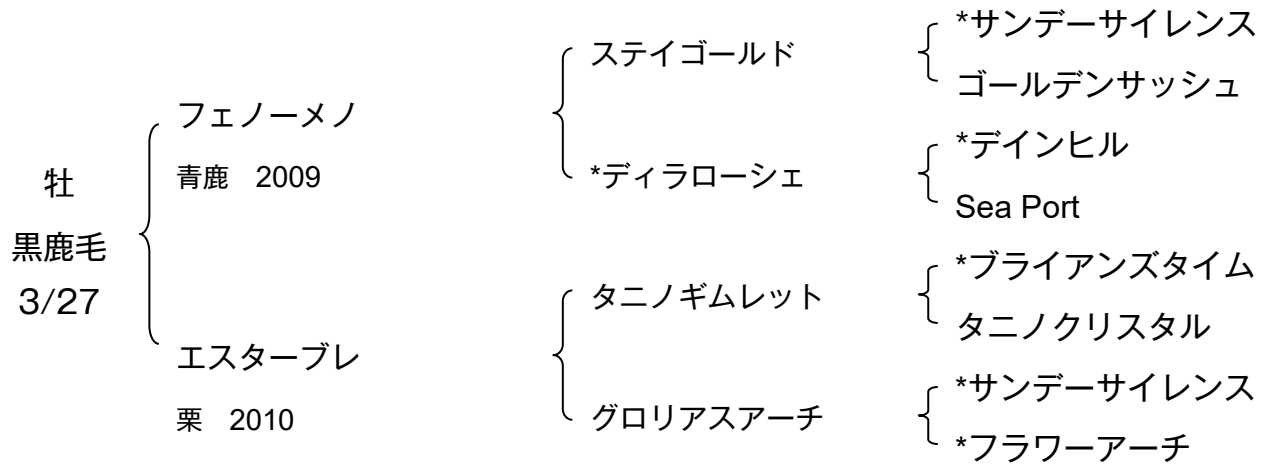 牡
黒鹿毛
3/27
フェノーメノ
青鹿　2009
エスターブレ
栗　2010
ステイゴールド
*ディラローシェ
タニノギムレット
グロリアスアーチ
*サンデーサイレンス
ゴールデンサッシュ
*デインヒル
Sea Port
*ブライアンズタイム
タニノクリスタル
*サンデーサイレンス
*フラワーアーチ